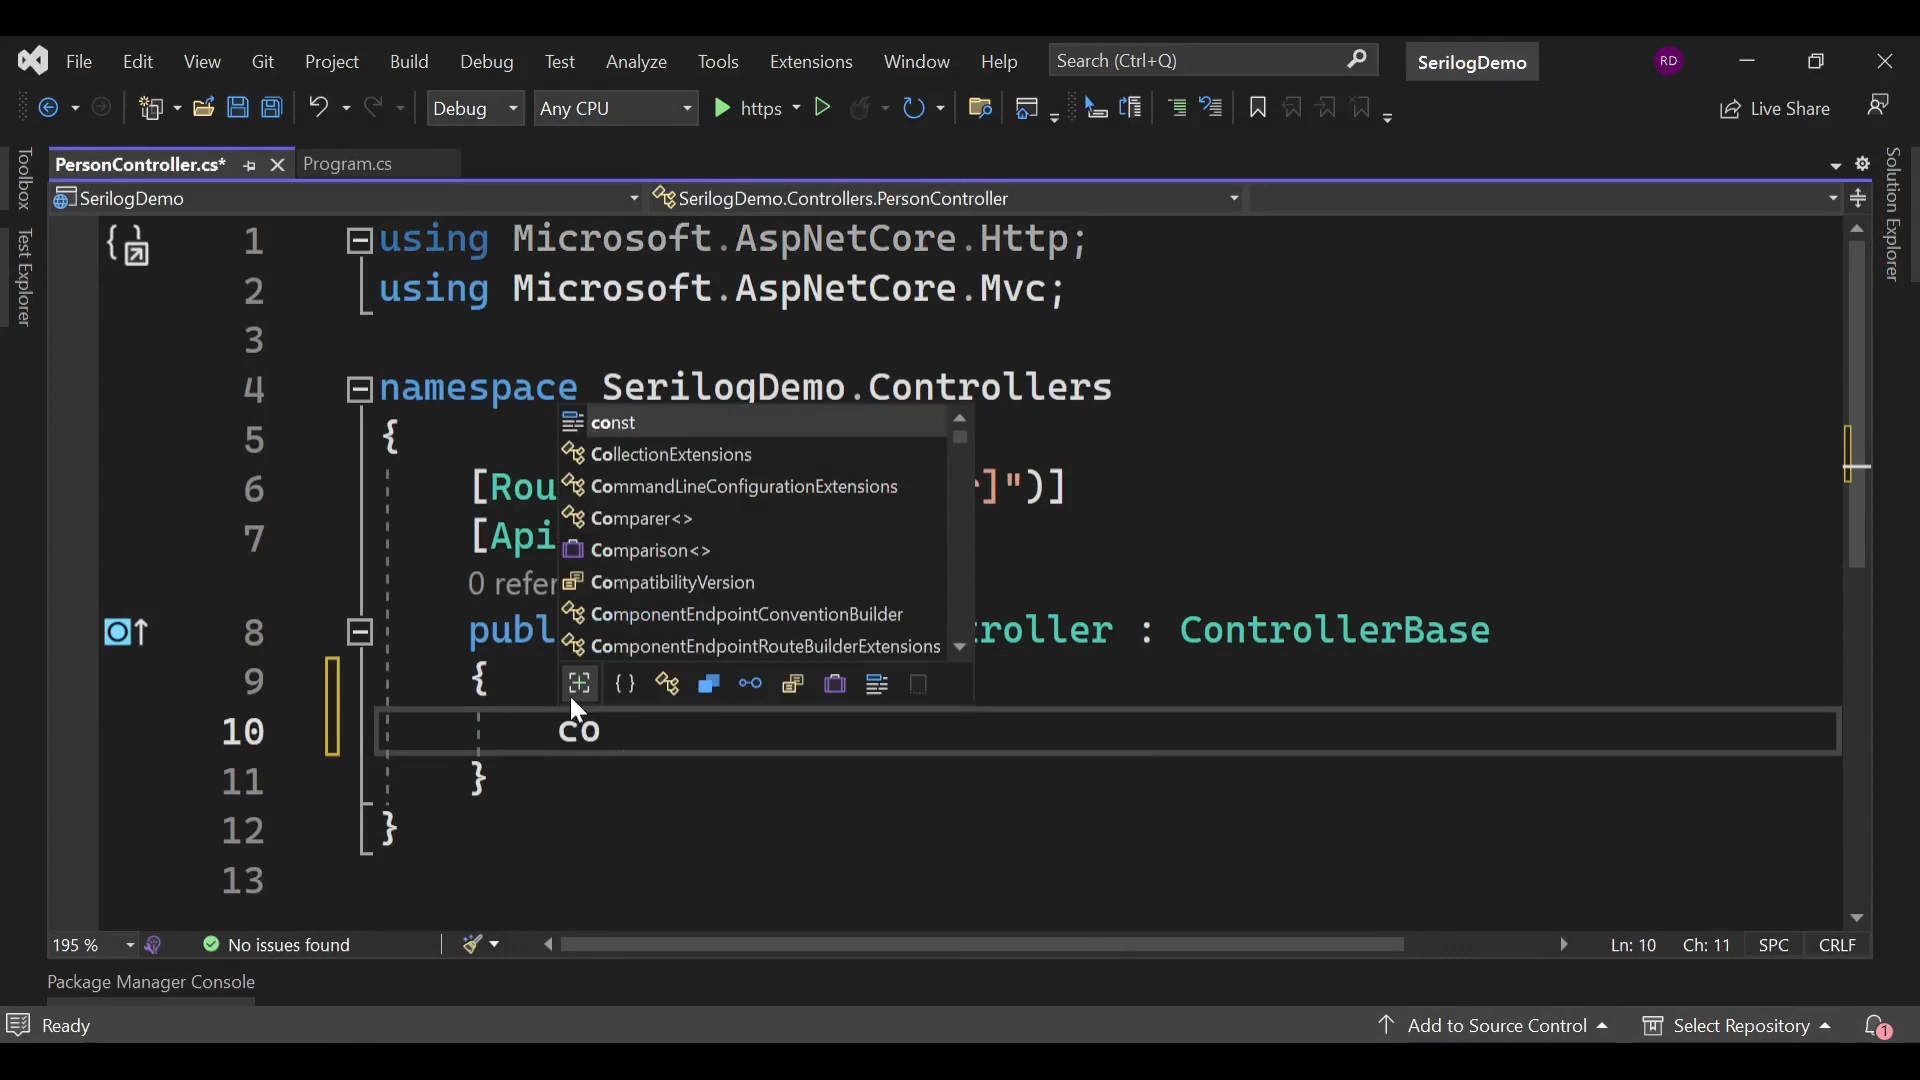 File Edit View Git Project Build Debug Test Analyze Tools Extensions Window Help Search (Ctrl+Q) SerilogDemo RD
Debug Any CPU https Live Share
Toolbox
Test Explorer
PersonController.cs* Program.cs
SerilogDemo SerilogDemo.Controllers.PersonController
Solution Explorer
1 using Microsoft.AspNetCore.Http;
2 using Microsoft.AspNetCore.Mvc;
3
4 namespace SerilogDemo.Controllers
5 {
const
CollectionExtensions
6 [Rou ]")]
CommandLineConfigurationExtensions
Comparer<>
7 [Api
Comparison<>
0 refer
CompatibilityVersion
ComponentEndpointConventionBuilder
8 publ roller : ControllerBase
ComponentEndpointRouteBuilderExtensions
9 {
10 co
11 }
12 }
13
195 % No issues found Ln: 10 Ch: 11 SPC CRLF
Package Manager Console
Ready Add to Source Control Select Repository 1